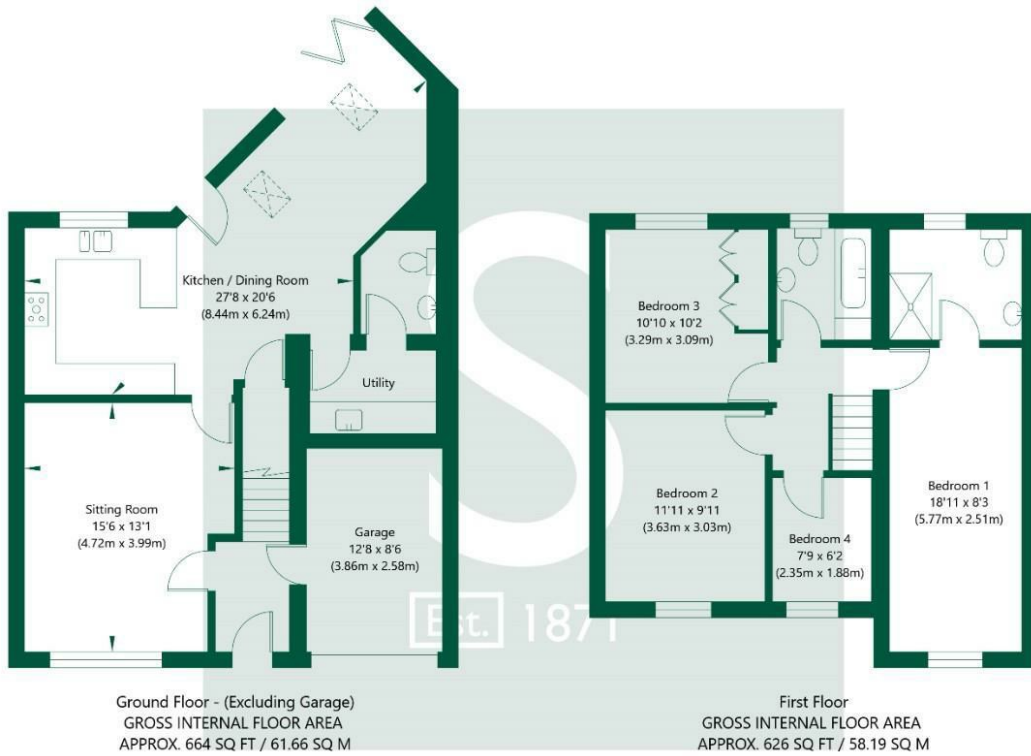 Kitchen / Dining Room
27'8 x 20'6
(8.44m x 6.24m)
Utility
Sitting Room
15'6 x 13'1
(4.72m x 3.99m)
Garage
12'8 x 8'6
(3.86m x 2.58m)
Ground Floor - (Excluding Garage)
GROSS INTERNAL FLOOR AREA
APPROX. 664 SQ FT / 61.66 SQ M
Bedroom 3
10'10 x 10'2
(3.29m x 3.09m)
Bedroom 2
11'11 x 9'11
(3.63m x 3.03m)
Bedroom 4
7'9 x 6'2
(2.35m x 1.88m)
Bedroom 1
18'11 x 8'3
(5.77m x 2.51m)
First Floor
GROSS INTERNAL FLOOR AREA
APPROX. 626 SQ FT / 58.19 SQ M
S
Est. 1871